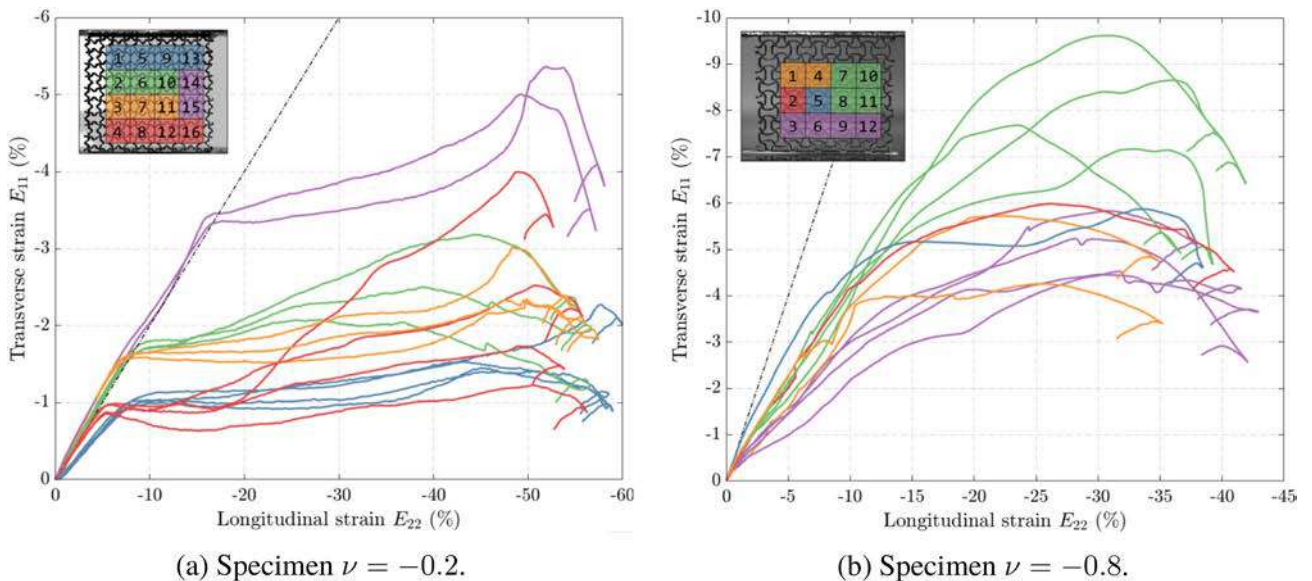 -6
-5
-4
-3
-2
-1
0
0
-10
-20
-30
-40
-50
-60
Transverse strain E₁₁ (%)
Longitudinal strain E₂₂ (%)
1 5 9 13
2 6 10 14
3 7 11 15
4 8 12 16
(a) Specimen ν = −0.2.
-10
-9
-8
-7
-6
-5
-4
-3
-2
-1
0
0
-5
-10
-15
-20
-25
-30
-35
-40
-45
Transverse strain E₁₁ (%)
Longitudinal strain E₂₂ (%)
1 4 7 10
2 5 8 11
3 6 9 12
(b) Specimen ν = −0.8.